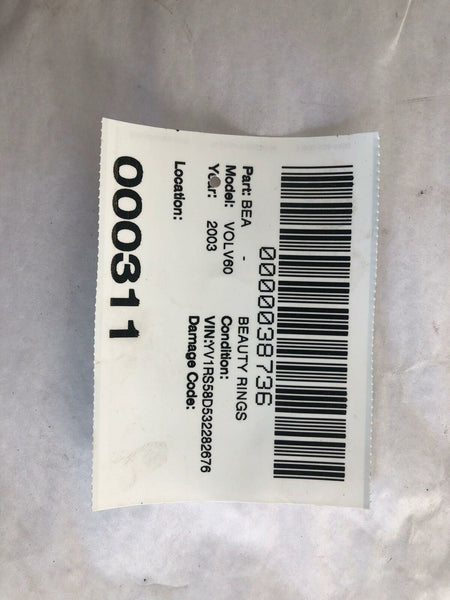 0000038736
Part: BEA - BEAUTY RINGS
Model: VOLV60 Condition:
Year: 2003 VIN:YV1RS58D532282676
Damage Code:
Location:
000311